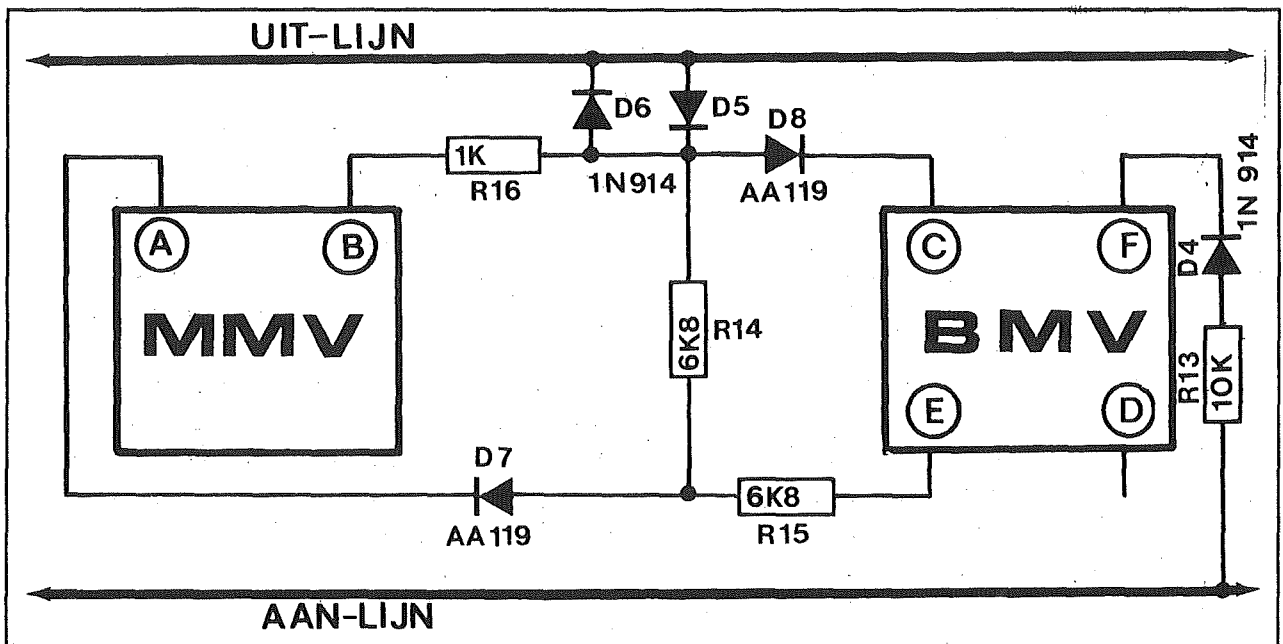 UIT-LIJN
D6
D5
D8
1K
R16
1N914
AA119
1N 914
A
B
C
F
D4
MMV
6K8
R14
BMV
R13
10K
E
D
D7
AA119
6K8
R15
AAN-LIJN